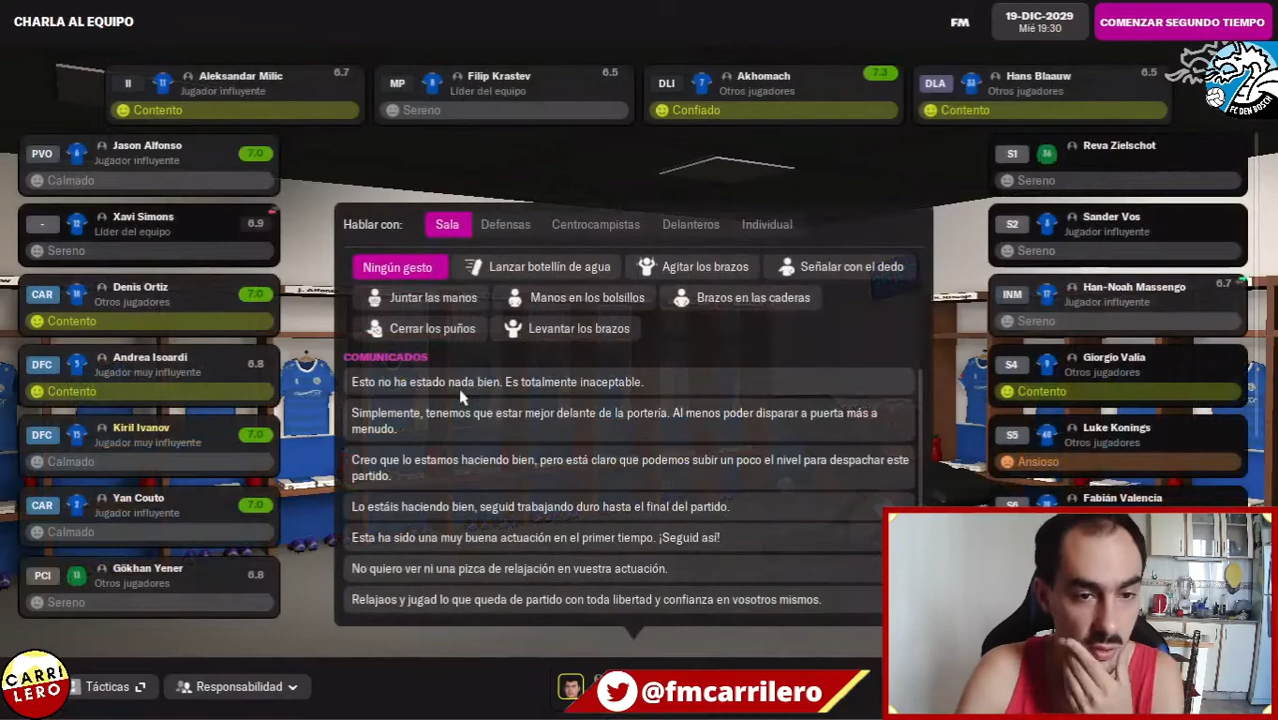 CHARLA AL EQUIPO
FM
19-DIC-2029
Mié 19:30
COMENZAR SEGUNDO TIEMPO
II
11
Aleksandar Milic
Jugador influyente
6.7
Contento
MP
Filip Krastev
Líder del equipo
6.5
Sereno
DLI
7
Akhomach
Otros jugadores
7.3
Confiado
DLA
Hans Blaauw
Otros jugadores
6.5
Contento
FC DEN BOSCH
PVO
Jason Alfonso
Jugador influyente
7.0
Calmado
-
12
Xavi Simons
Líder del equipo
6.9
Sereno
CAR
Denis Ortiz
Otros jugadores
7.0
Contento
DFC
5
Andrea Isoardi
Jugador muy influyente
6.8
Contento
DFC
15
Kiril Ivanov
Jugador muy influyente
7.0
Calmado
CAR
2
Yan Couto
Jugador influyente
7.0
Calmado
PCI
Gökhan Yener
Otros jugadores
6.8
Sereno
Hablar con:
Sala
Defensas
Centrocampistas
Delanteros
Individual
Ningún gesto
Lanzar botellín de agua
Agitar los brazos
Señalar con el dedo
Juntar las manos
Manos en los bolsillos
Brazos en las caderas
Cerrar los puños
Levantar los brazos
COMUNICADOS
Esto no ha estado nada bien. Es totalmente inaceptable.
Simplemente, tenemos que estar mejor delante de la portería. Al menos poder disparar a puerta más a
menudo.
Creo que lo estamos haciendo bien, pero está claro que podemos subir un poco el nivel para despachar este
partido.
Lo estáis haciendo bien, seguid trabajando duro hasta el final del partido.
Esta ha sido una muy buena actuación en el primer tiempo. ¡Seguid así!
No quiero ver ni una pizca de relajación en vuestra actuación.
Relajaos y jugad lo que queda de partido con toda libertad y confianza en vosotros mismos.
S1
Reva Zielschot
Sereno
S2
Sander Vos
Otros jugadores
Sereno
INM
17
Han-Noah Massengo
Jugador influyente
6.7
Sereno
S4
Giorgio Valia
Otros jugadores
Contento
S5
Luke Konings
Otros jugadores
Ansioso
Fabián Valencia
CARRI
LERO
Tácticas
Responsabilidad
@fmcarrilero